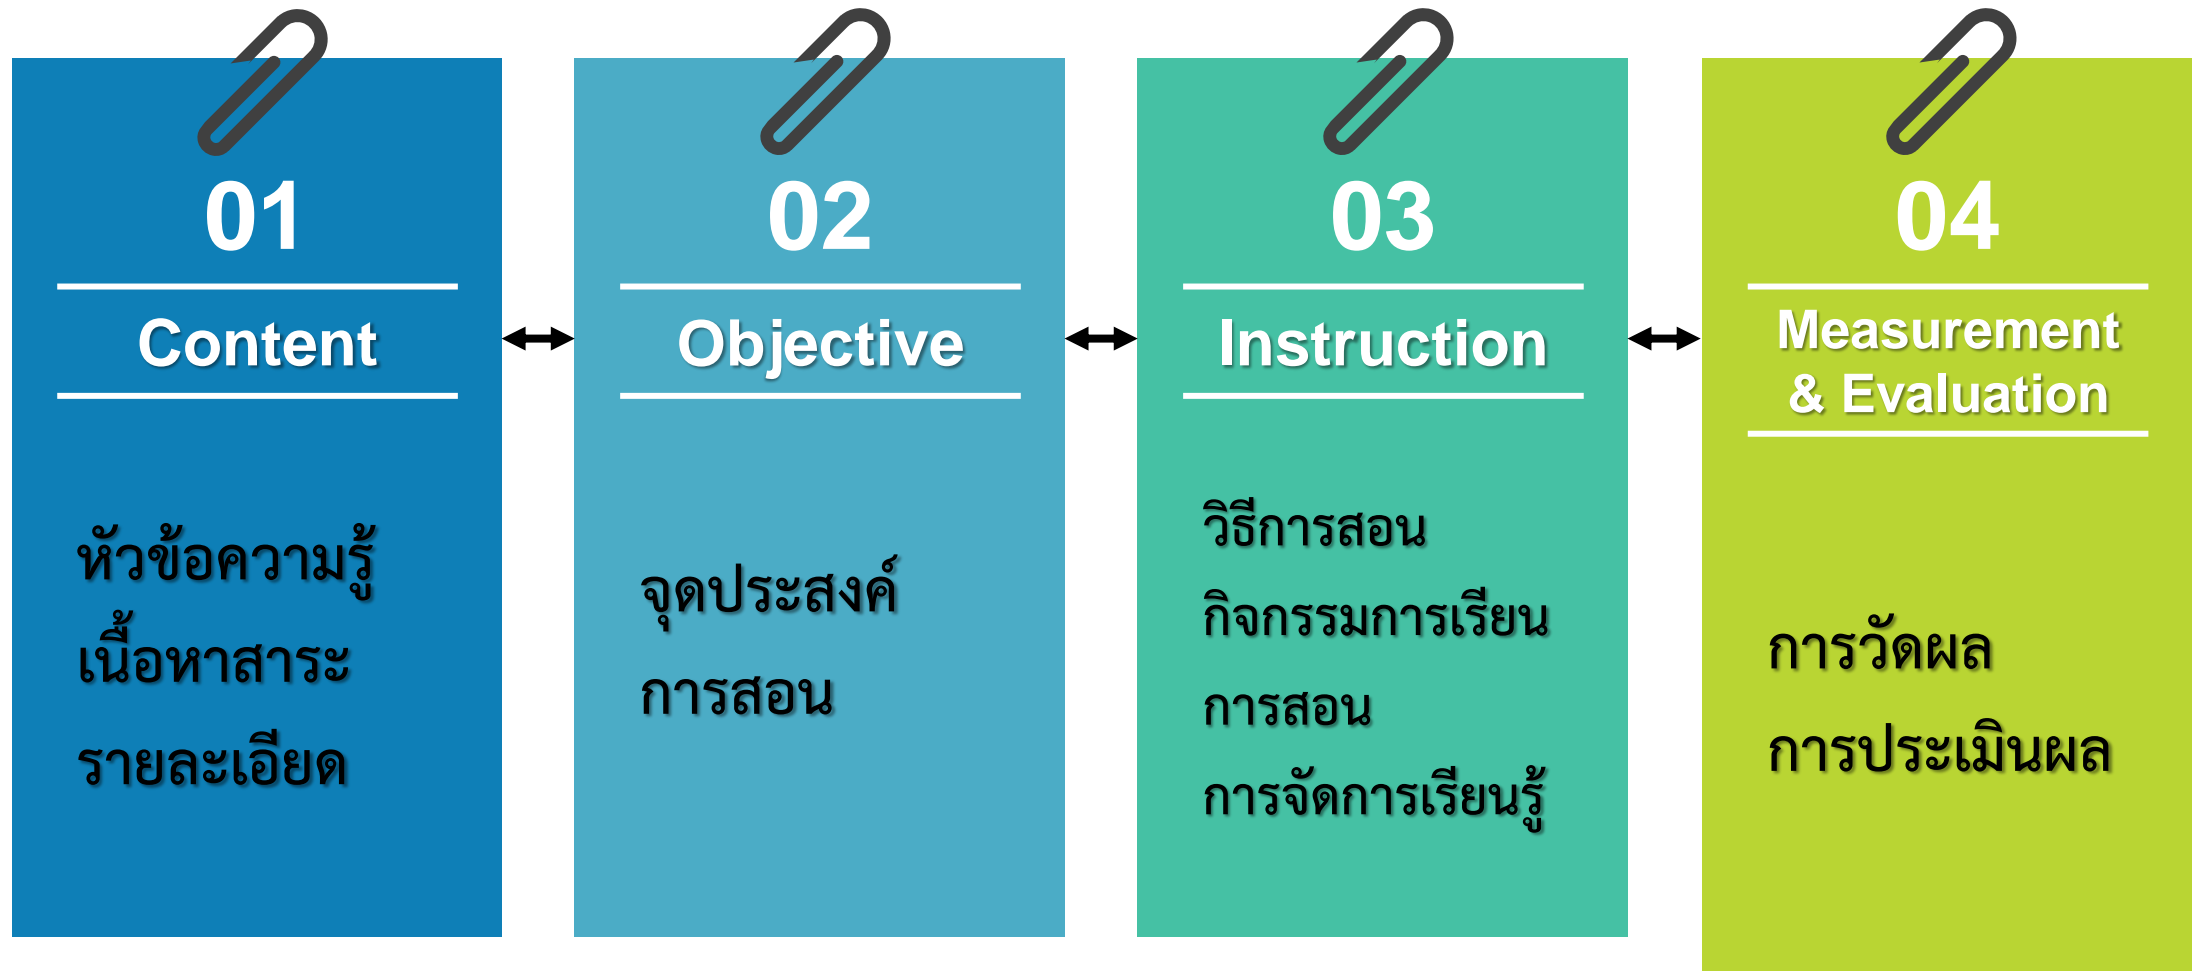 01
Content
หัวข้อความรู้
เนื้อหาสาระ
รายละเอียด
02
Objective
จุดประสงค์
การสอน
03
Instruction
วิธีการสอน
กิจกรรมการเรียน
การสอน
การจัดการเรียนรู้
04
Measurement
& Evaluation
การวัดผล
การประเมินผล